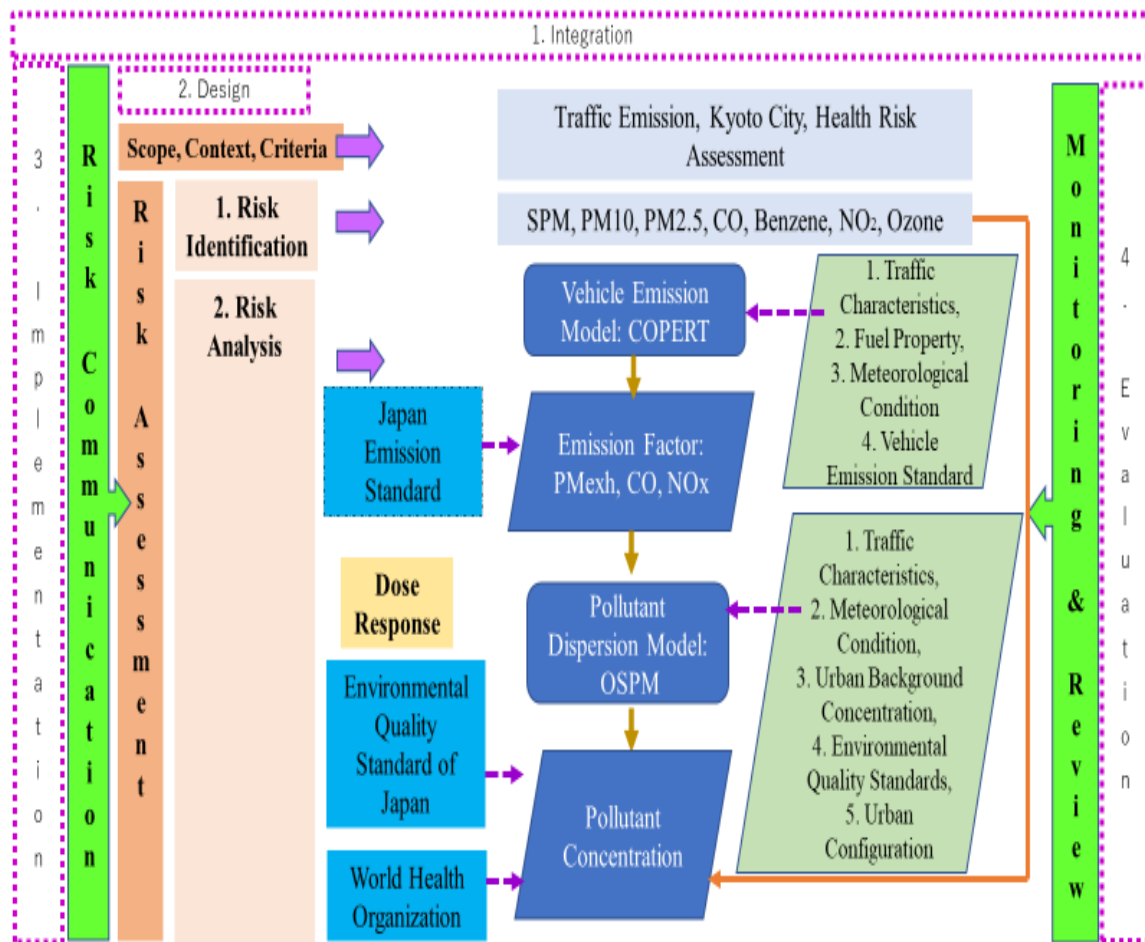 1. Integration
2. Design
3. Implementation
Risk Communication
Scope, Context, Criteria
Traffic Emission, Kyoto City, Health Risk
Assessment
Risk Assessment
1. Risk
Identification
SPM, PM10, PM2.5, CO, Benzene, NO₂, Ozone
2. Risk
Analysis
Vehicle Emission
Model: COPERT
1. Traffic
Characteristics,
2. Fuel Property,
3. Meteorological
Condition
4. Vehicle
Emission Standard
Japan
Emission
Standard
Emission Factor:
PMexh, CO, NOx
Dose
Response
Pollutant
Dispersion Model:
OSPM
1. Traffic
Characteristics,
2. Meteorological
Condition,
3. Urban Background
Concentration,
4. Environmental
Quality Standards,
5. Urban
Configuration
Environmental
Quality
Standard of
Japan
Pollutant
Concentration
World Health
Organization
Monitoring & Review
4. Evaluation